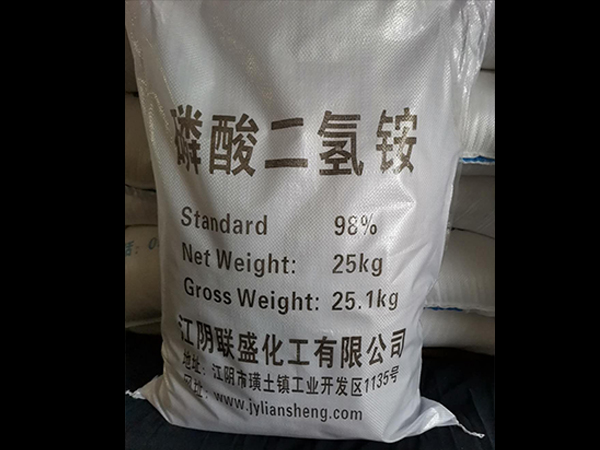 磷酸二氢铵
Standard 98%
Net Weight: 25kg
Gross Weight: 25.1kg
江阴联盛化工有限公司
地址: 江阴市璜土镇工业开发区1135号
网址: www.jyliansheng.com